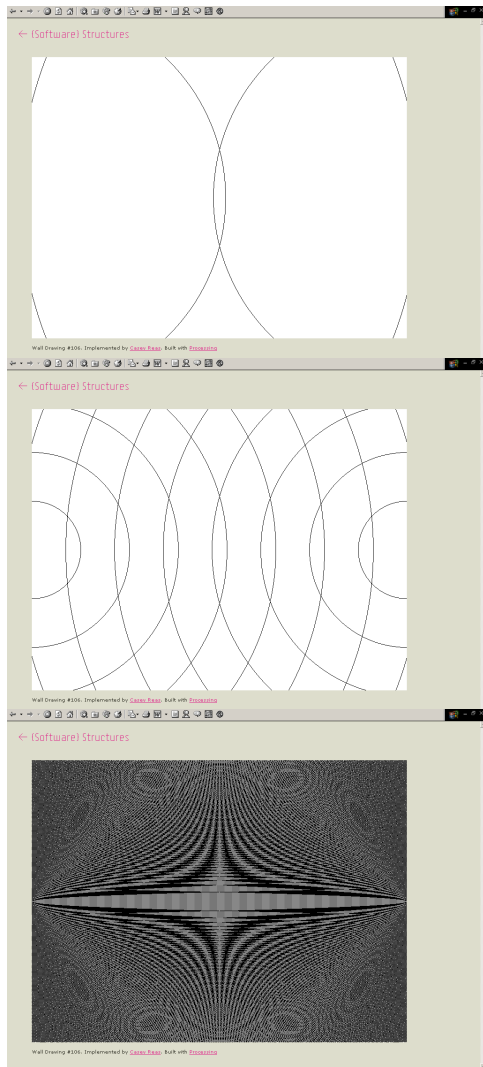 ← (Software) Structures
Wall Drawing #106. Implemented by Casey Reas. Built with Processing
← (Software) Structures
Wall Drawing #106. Implemented by Casey Reas. Built with Processing
← (Software) Structures
Wall Drawing #106. Implemented by Casey Reas. Built with Processing